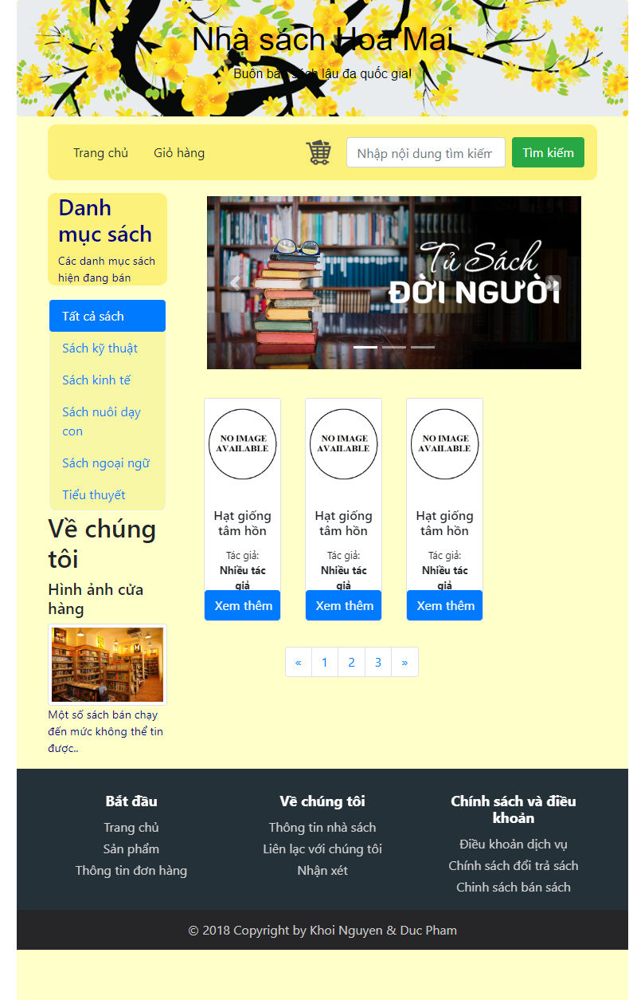 Nhà sách Hoa Mai
Buôn bán sách lậu đa quốc gia!
Trang chủ
Giỏ hàng
Nhập nội dung tìm kiếm
Tìm kiếm
Danh
mục sách
Các danh mục sách
hiện đang bán
Tất cả sách
Sách kỹ thuật
Sách kinh tế
Sách nuôi dạy
con
Sách ngoại ngữ
Tiểu thuyết
Về chúng
tôi
Hình ảnh cửa
hàng
Một số sách bán chạy
đến mức không thể tin
được..
Tủ Sách
ĐỜI NGƯỜI
NO IMAGE
AVAILABLE
Hạt giống
tâm hồn
Tác giả:
Nhiều tác
giả
Xem thêm
NO IMAGE
AVAILABLE
Hạt giống
tâm hồn
Tác giả:
Nhiều tác
giả
Xem thêm
NO IMAGE
AVAILABLE
Hạt giống
tâm hồn
Tác giả:
Nhiều tác
giả
Xem thêm
« 1 2 3 »
Bắt đầu
Trang chủ
Sản phẩm
Thông tin đơn hàng
Về chúng tôi
Thông tin nhà sách
Liên lạc với chúng tôi
Nhận xét
Chính sách và điều
khoản
Điều khoản dịch vụ
Chính sách đổi trả sách
Chinh sách bán sách
© 2018 Copyright by Khoi Nguyen & Duc Pham